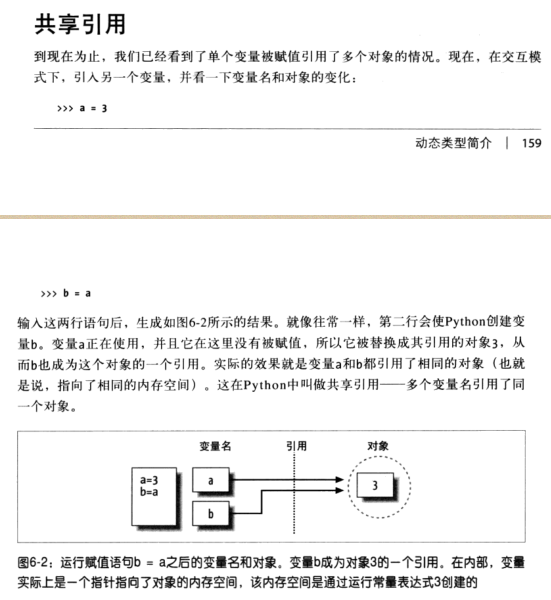 共享引用
到现在为止，我们已经看到了单个变量被赋值引用了多个对象的情况。现在，在交互模
式下，引入另一个变量，并看一下变量名和对象的变化：
>>> a = 3
动态类型简介 | 159
>>> b = a
输入这两行语句后，生成如图6-2所示的结果。就像往常一样，第二行会使Python创建变
量b。变量a正在使用，并且它在这里没有被赋值，所以它被替换成其引用的对象3，从
而b也成为这个对象的一个引用。实际的效果就是变量a和b都引用了相同的对象（也就
是说，指向了相同的内存空间）。这在Python中叫做共享引用——多个变量名引用了同
一个对象。
变量名 引用 对象
a=3
b=a
a
b
3
图6-2：运行赋值语句b = a之后的变量名和对象。变量b成为对象3的一个引用。在内部，变量
实际上是一个指针指向了对象的内存空间，该内存空间是通过运行常量表达式3创建的